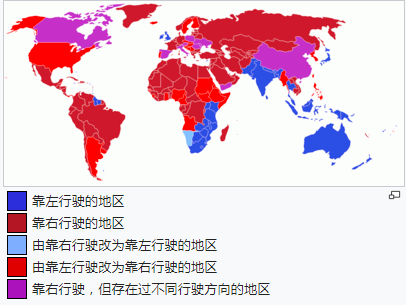 靠左行驶的地区
靠右行驶的地区
由靠右行驶改为靠左行驶的地区
由靠左行驶改为靠右行驶的地区
靠右行驶，但存在过不同行驶方向的地区